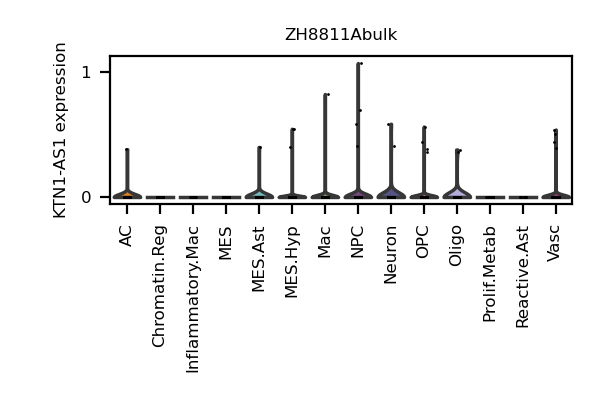 ZH8811Abulk
KTN1-AS1 expression
1
0
AC
Chromatin.Reg
Inflammatory.Mac
MES
MES.Ast
MES.Hyp
Mac
NPC
Neuron
OPC
Oligo
Prolif.Metab
Reactive.Ast
Vasc